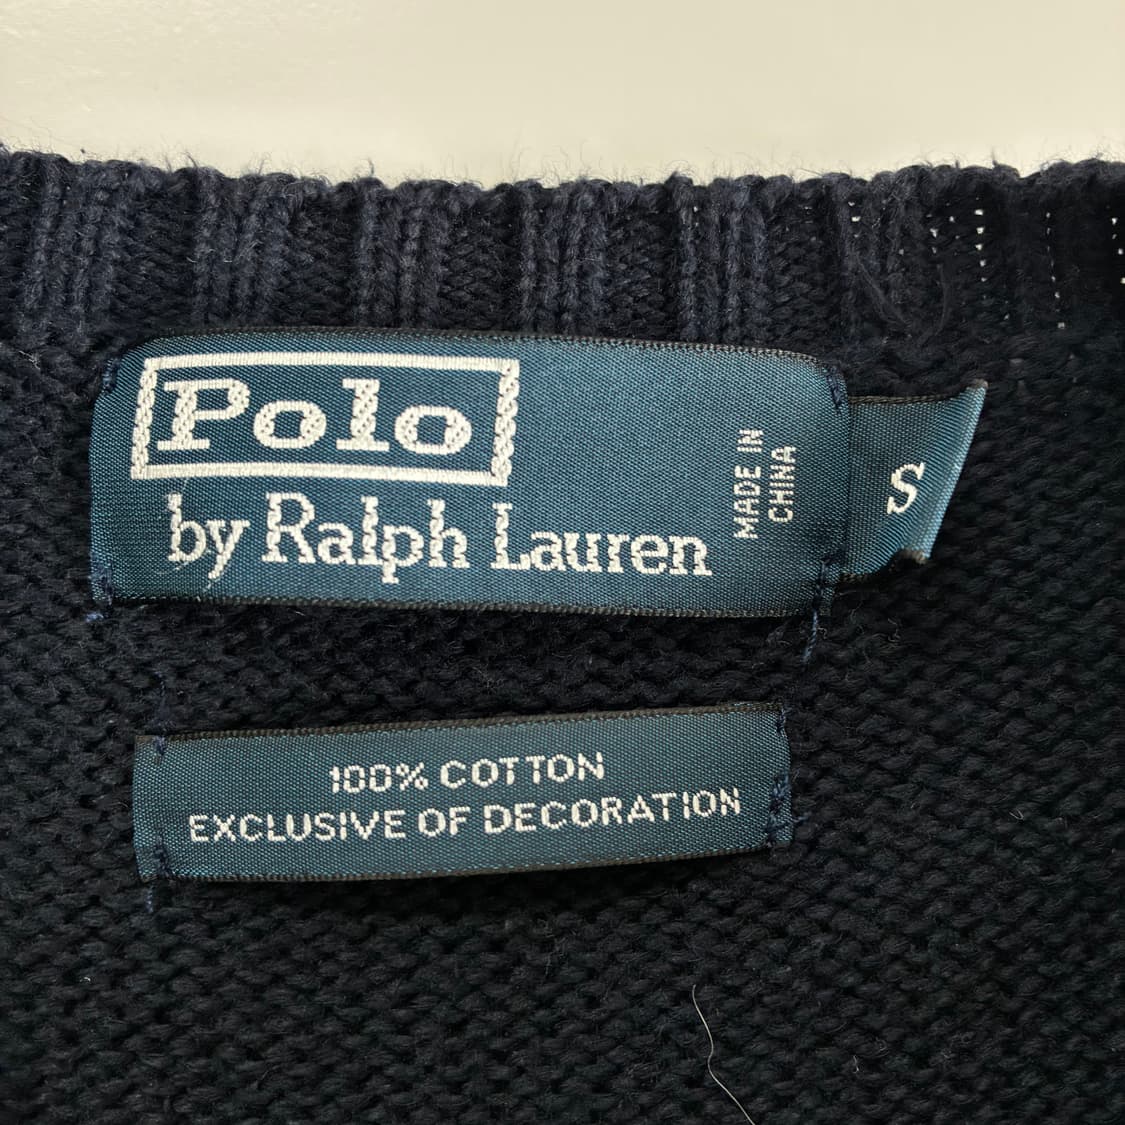 Polo
by Ralph Lauren
MADE IN
CHINA
S
100% COTTON
EXCLUSIVE OF DECORATION